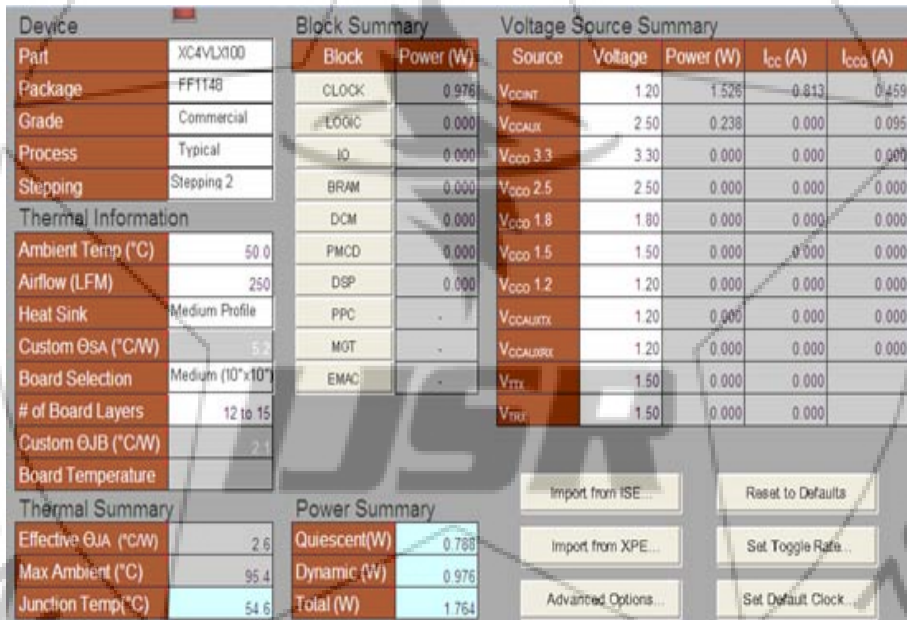 Device
Part XC4VLX100
Package FF1148
Grade Commercial
Process Typical
Stepping Stepping 2
Thermal Information
Ambient Temp (°C) 50.0
Airflow (LFM) 250
Heat Sink Medium Profile
Custom ΘSA (°C/W) 5.2
Board Selection Medium (10"x10")
# of Board Layers 12 to 15
Custom ΘJB (°C/W) 2.1
Board Temperature
Thermal Summary
Effective ΘJA (°C/W) 2.6
Max Ambient (°C) 95.4
Junction Temp(°C) 54.6
Block Summary
Block Power (W)
CLOCK 0.976
LOGIC 0.000
IO 0.000
BRAM 0.000
DCM 0.000
PMCD 0.000
DSP 0.000
PPC -
MGT -
EMAC -
Power Summary
Quiescent(W) 0.788
Dynamic (W) 0.976
Total (W) 1.764
Voltage Source Summary
Source Voltage Power (W) ICC (A) ICCQ (A)
VCCINT 1.20 1.526 0.813 0.459
VCCAUX 2.50 0.238 0.000 0.095
VCCO 3.3 3.30 0.000 0.000 0.000
VCCO 2.5 2.50 0.000 0.000 0.000
VCCO 1.8 1.80 0.000 0.000 0.000
VCCO 1.5 1.50 0.000 0.000 0.000
VCCO 1.2 1.20 0.000 0.000 0.000
VCCAUXTX 1.20 0.000 0.000 0.000
VCCAUXRX 1.20 0.000 0.000 0.000
VTTX 1.50 0.000 0.000
VTRX 1.50 0.000 0.000
Import from ISE... Reset to Defaults
Import from XPE... Set Toggle Rate...
Advanced Options... Set Default Clock...
IJSR